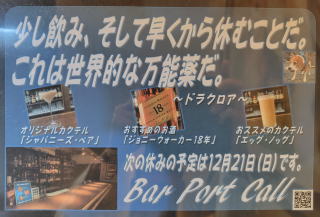 少し飲み、そして早くから休むことだ。
これは世界的な万能薬だ。
～ドラクロア～
オリジナルカクテル
「ジャパニーズ・ペア」
おすすめのお酒
「ジョニーウォーカー18年」
おススメのカクテル
「エッグ・ノッグ」
18
次の休みの予定は12月21日(日)です。
Bar Port Call